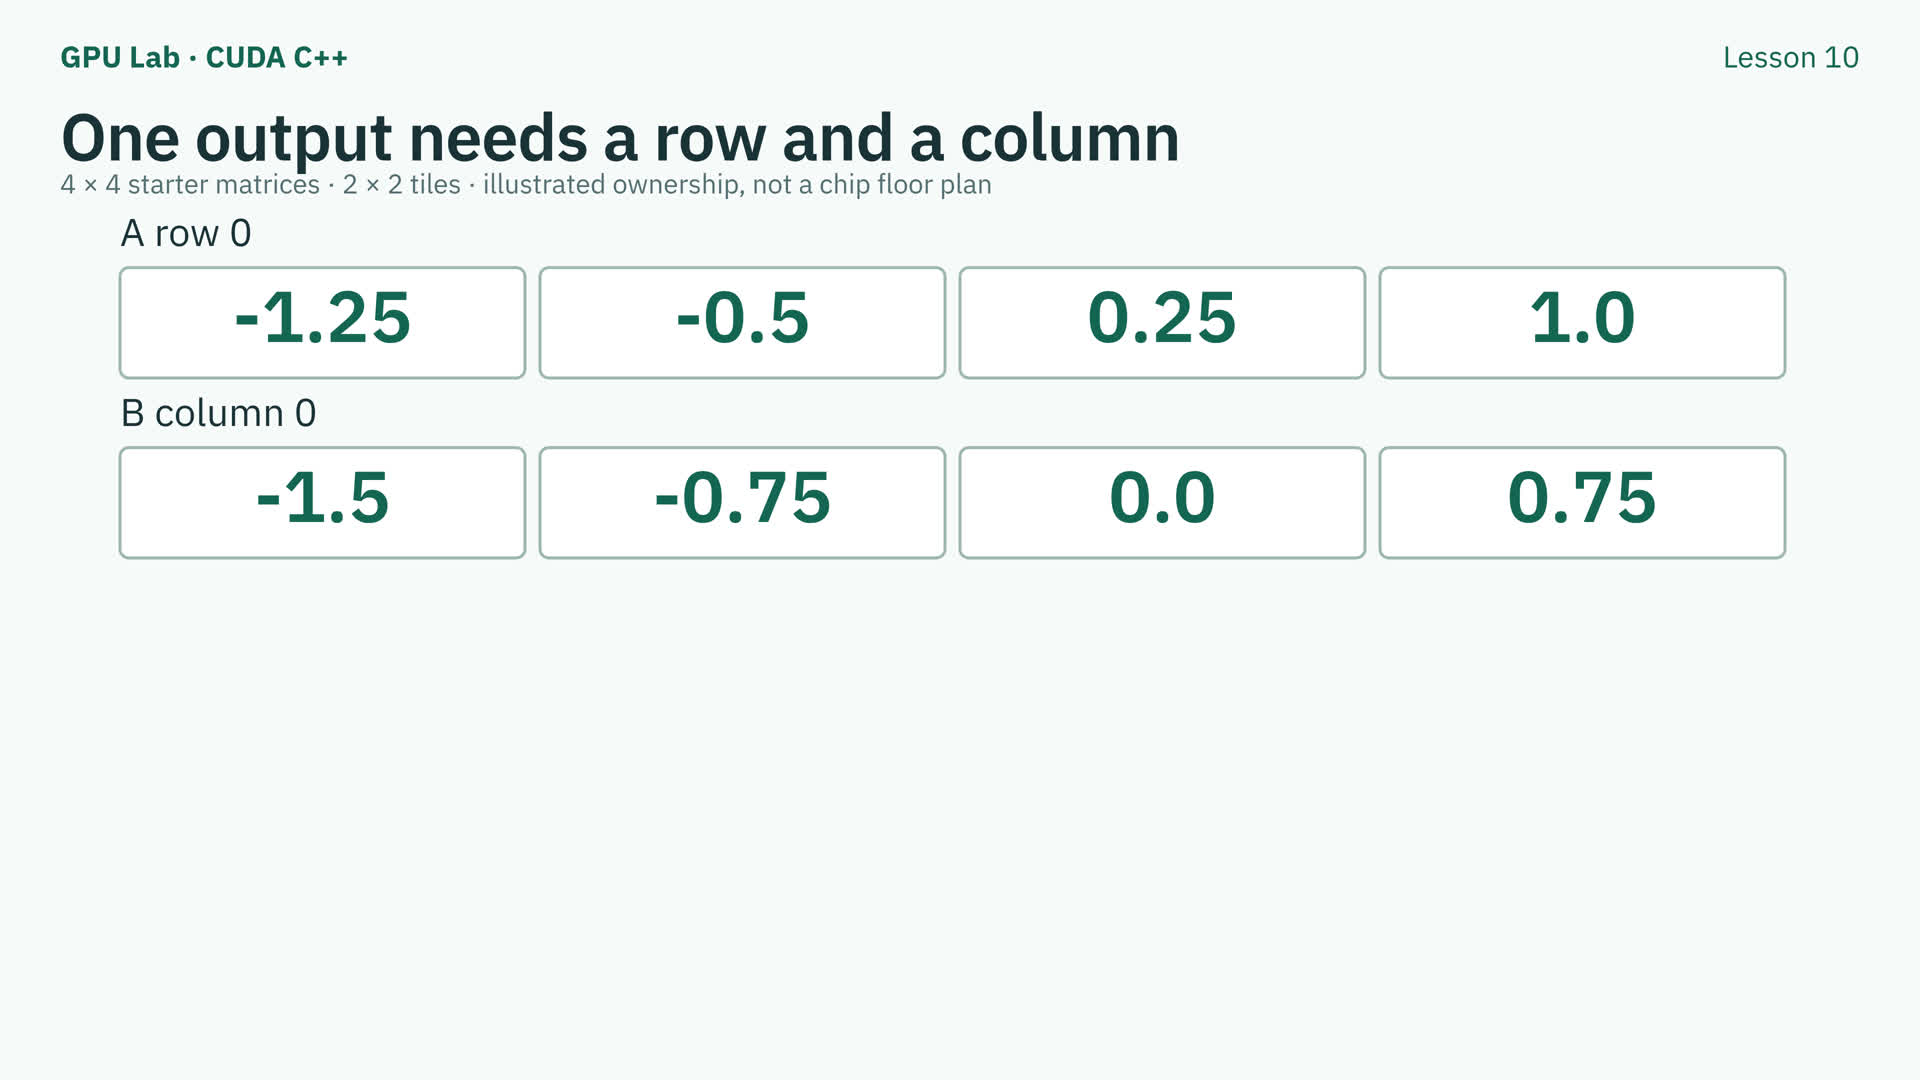 GPU Lab · CUDA C++
Lesson 10
One output needs a row and a column
4 × 4 starter matrices · 2 × 2 tiles · illustrated ownership, not a chip floor plan
A row 0
-1.25 -0.5 0.25 1.0
B column 0
-1.5 -0.75 0.0 0.75